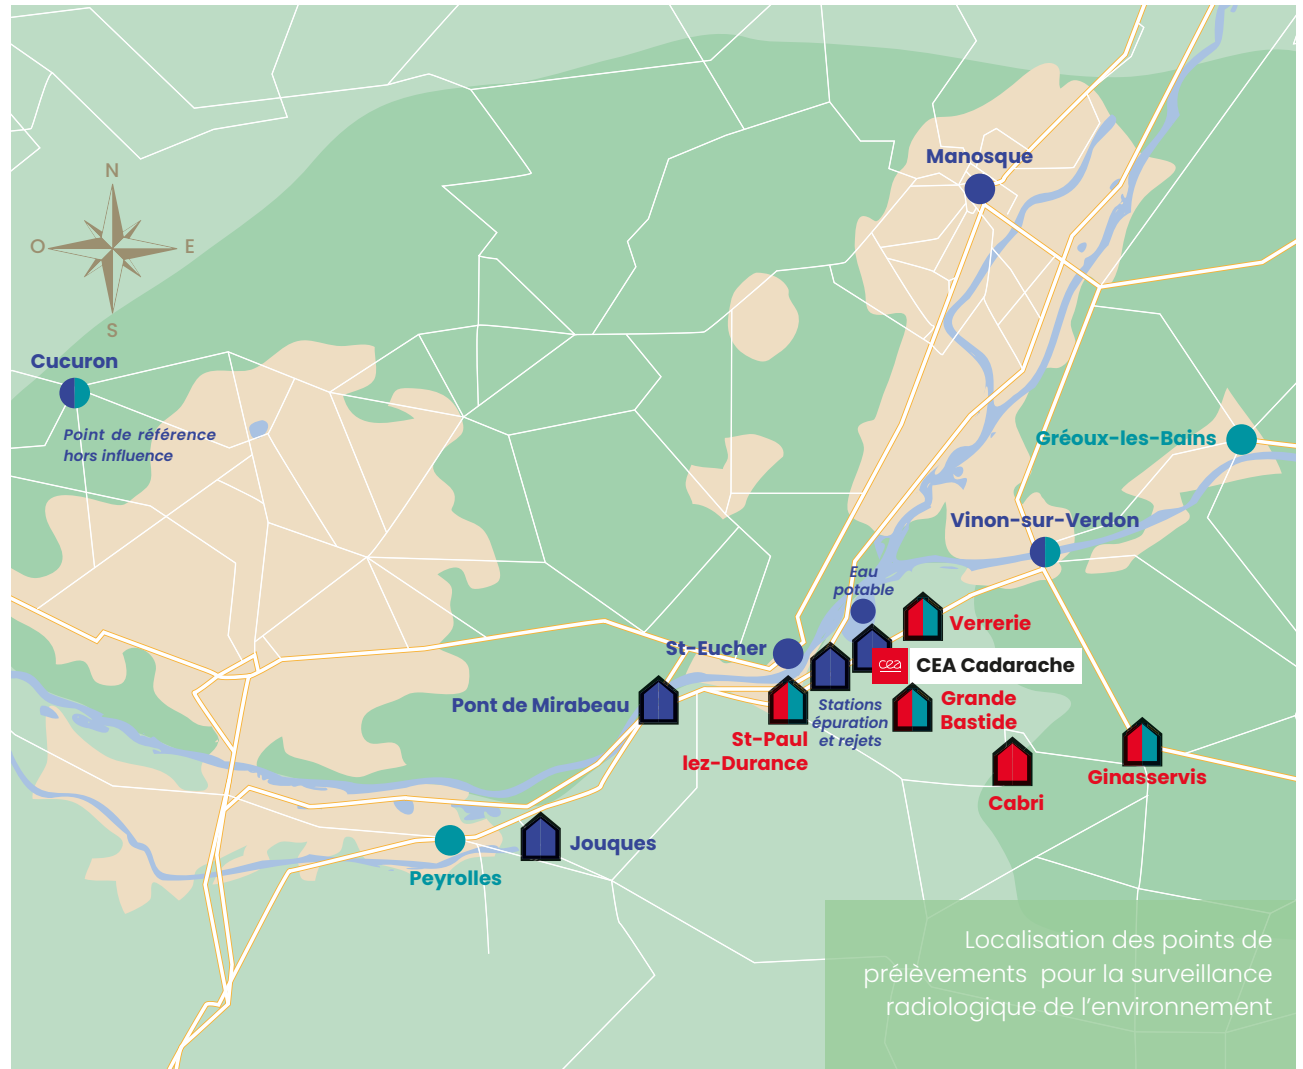 Manosque
N
O
E
S
Cucuron
Point de référence
hors influence
Gréoux-les-Bains
Vinon-sur-Verdon
Eau
potable
Verrerie
St-Eucher
cea
CEA Cadarache
Pont de Mirabeau
Stations
épuration
et rejets
Grande
Bastide
St-Paul
lez-Durance
Ginasservis
Cabri
Jouques
Peyrolles
Localisation des points de
prélèvements pour la surveillance
radiologique de l'environnement